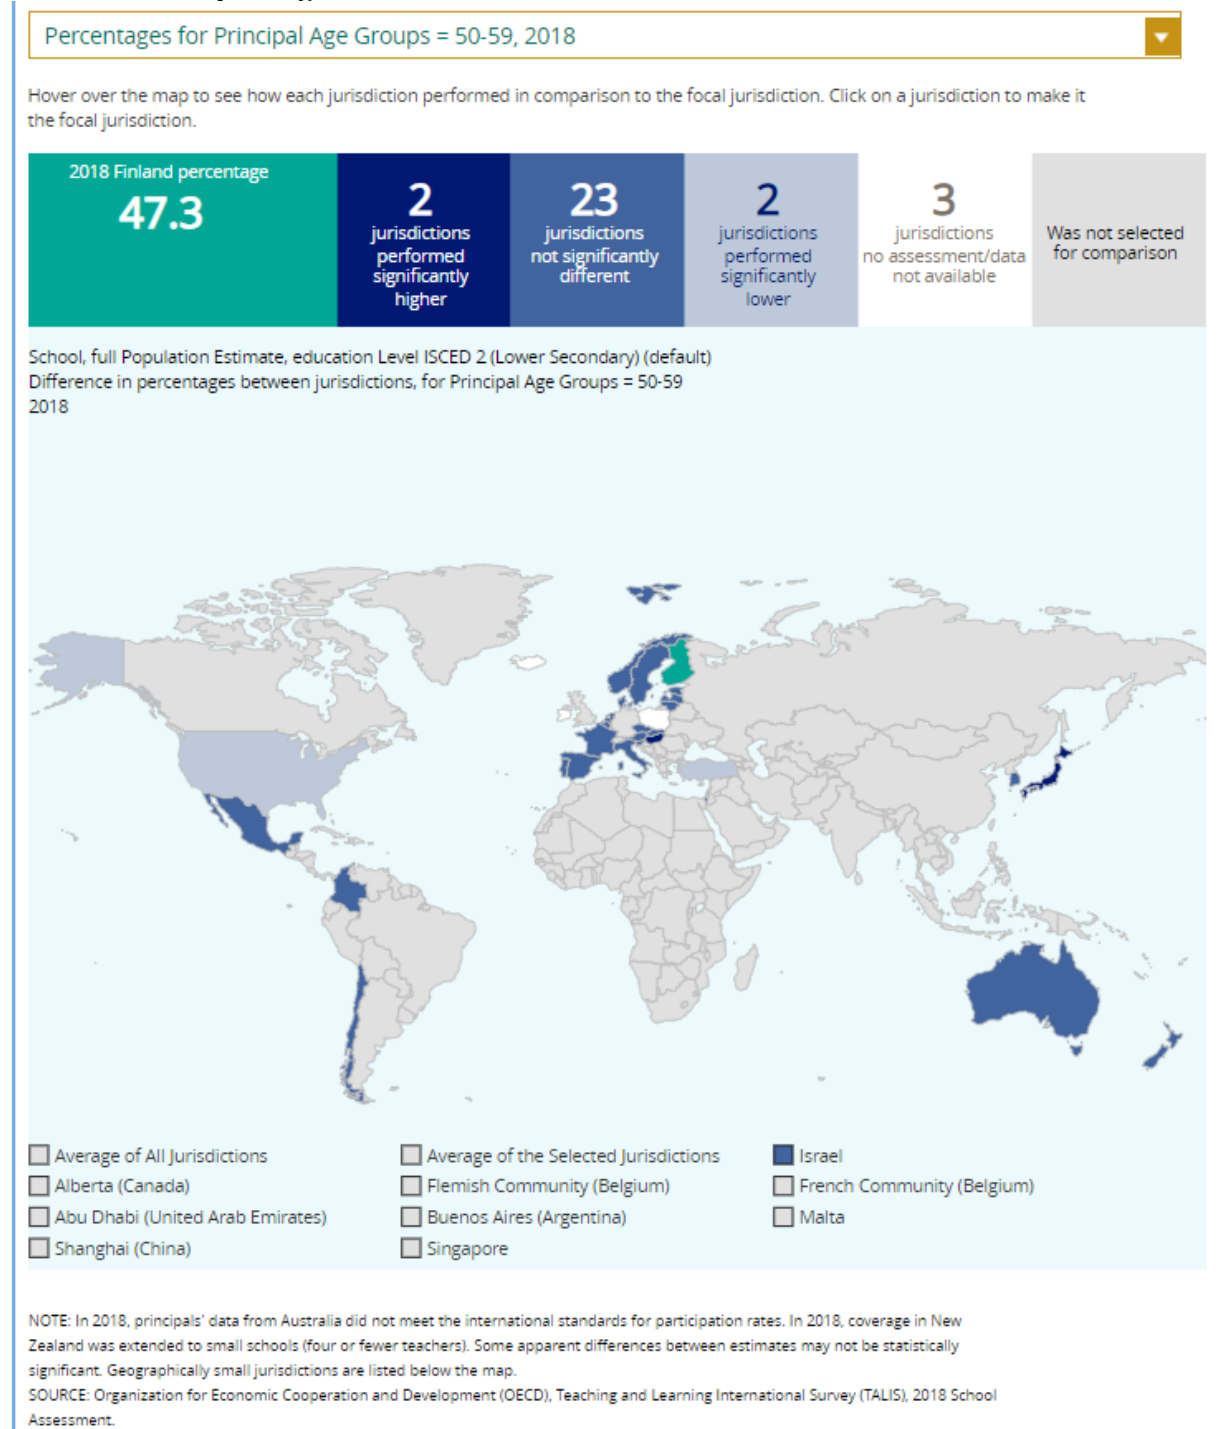 Percentages for Principal Age Groups = 50-59, 2018
Hover over the map to see how each jurisdiction performed in comparison to the focal jurisdiction. Click on a jurisdiction to make it
the focal jurisdiction.
2018 Finland percentage
47.3
2
jurisdictions
performed
significantly
higher
23
jurisdictions
not significantly
different
2
jurisdictions
performed
significantly
lower
3
jurisdictions
no assessment/data
not available
Was not selected
for comparison
School, full Population Estimate, education Level ISCED 2 (Lower Secondary) (default)
Difference in percentages between jurisdictions, for Principal Age Groups = 50-59
2018
Average of All Jurisdictions
Average of the Selected Jurisdictions
Israel
Alberta (Canada)
Flemish Community (Belgium)
French Community (Belgium)
Abu Dhabi (United Arab Emirates)
Buenos Aires (Argentina)
Malta
Shanghai (China)
Singapore
NOTE: In 2018, principals' data from Australia did not meet the international standards for participation rates. In 2018, coverage in New
Zealand was extended to small schools (four or fewer teachers). Some apparent differences between estimates may not be statistically
significant. Geographically small jurisdictions are listed below the map.
SOURCE: Organization for Economic Cooperation and Development (OECD), Teaching and Learning International Survey (TALIS), 2018 School
Assessment.